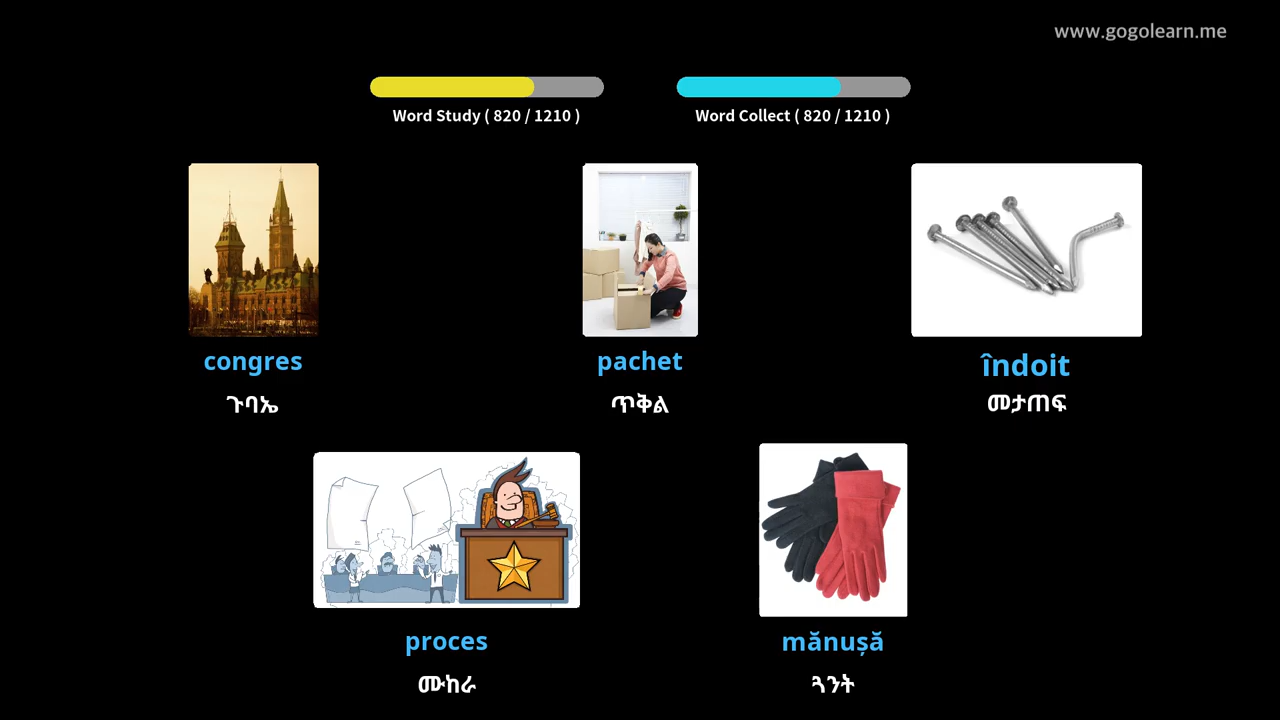 www.gogolearn.me
Word Study ( 820 / 1210 )
Word Collect ( 820 / 1210 )
congres
ጉባኤ
pachet
ጥቅል
îndoit
መታጠፍ
proces
ሙከራ
mănușă
ጓንት